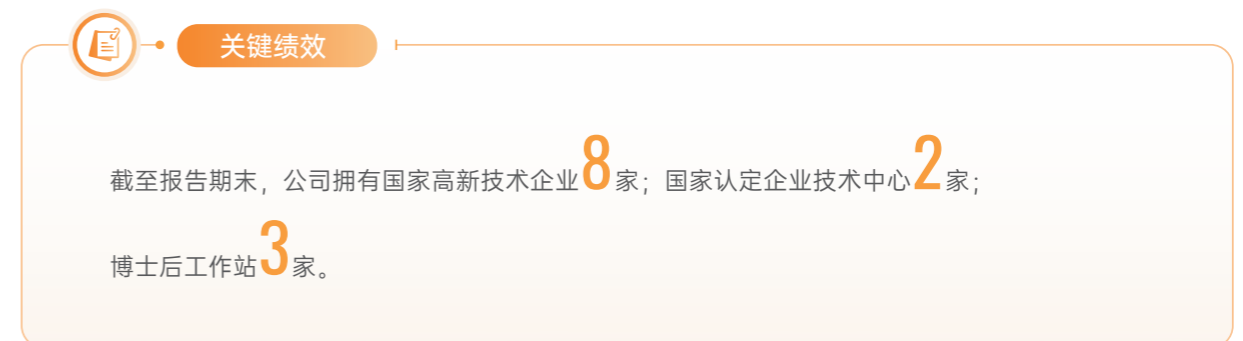 关键绩效
截至报告期末，公司拥有国家高新技术企业8家；国家认定企业技术中心2家；
博士后工作站3家。